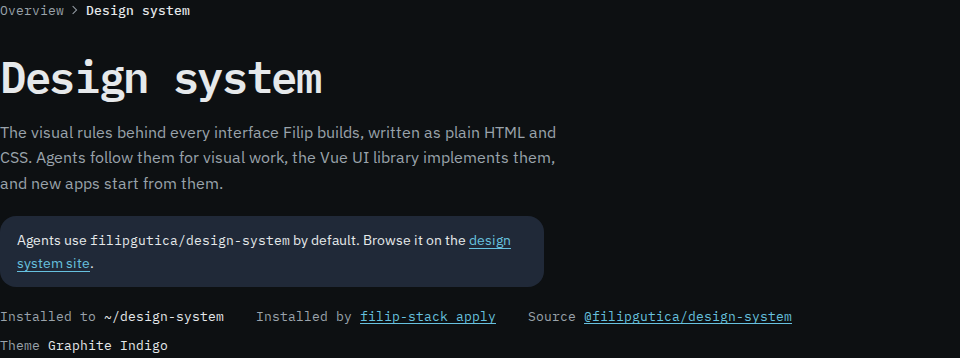 Overview > Design system
Design system
The visual rules behind every interface Filip builds, written as plain HTML and
CSS. Agents follow them for visual work, the Vue UI library implements them,
and new apps start from them.
Agents use filipgutica/design-system by default. Browse it on the design
system site.
Installed to ~/design-system Installed by filip-stack apply Source @filipgutica/design-system
Theme Graphite Indigo